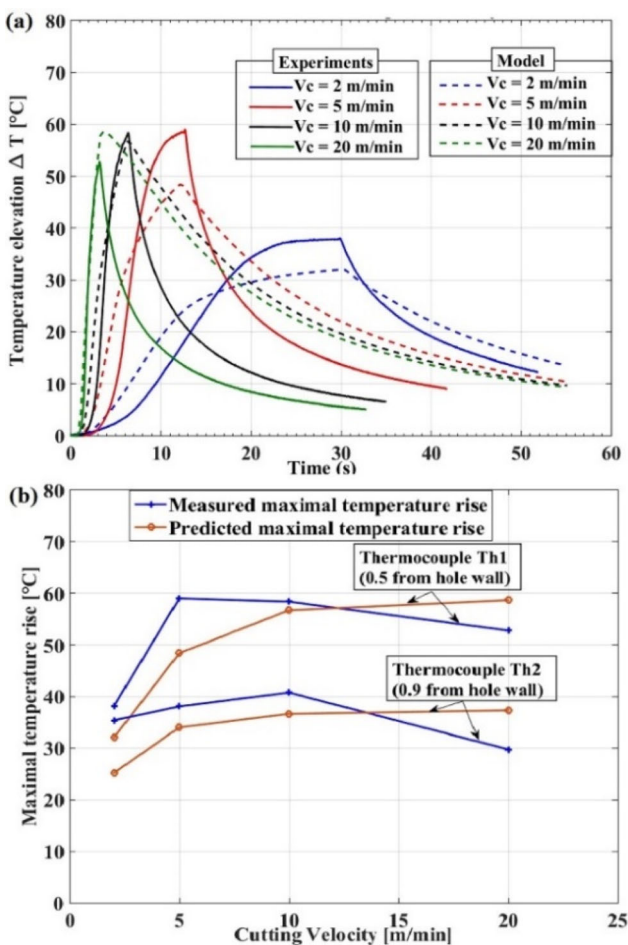 (a)
80
70
60
50
40
30
20
10
0
Temperature elevation Δ T [°C]
Experiments
Vc = 2 m/min
Vc = 5 m/min
Vc = 10 m/min
Vc = 20 m/min
Model
Vc = 2 m/min
Vc = 5 m/min
Vc = 10 m/min
Vc = 20 m/min
0 10 20 30 40 50 60
Time (s)
(b)
80
70
60
50
40
30
20
10
0
Maximal temperature rise [°C]
Measured maximal temperature rise
Predicted maximal temperature rise
Thermocouple Th1
(0.5 from hole wall)
Thermocouple Th2
(0.9 from hole wall)
0 5 10 15 20 25
Cutting Velocity [m/min]